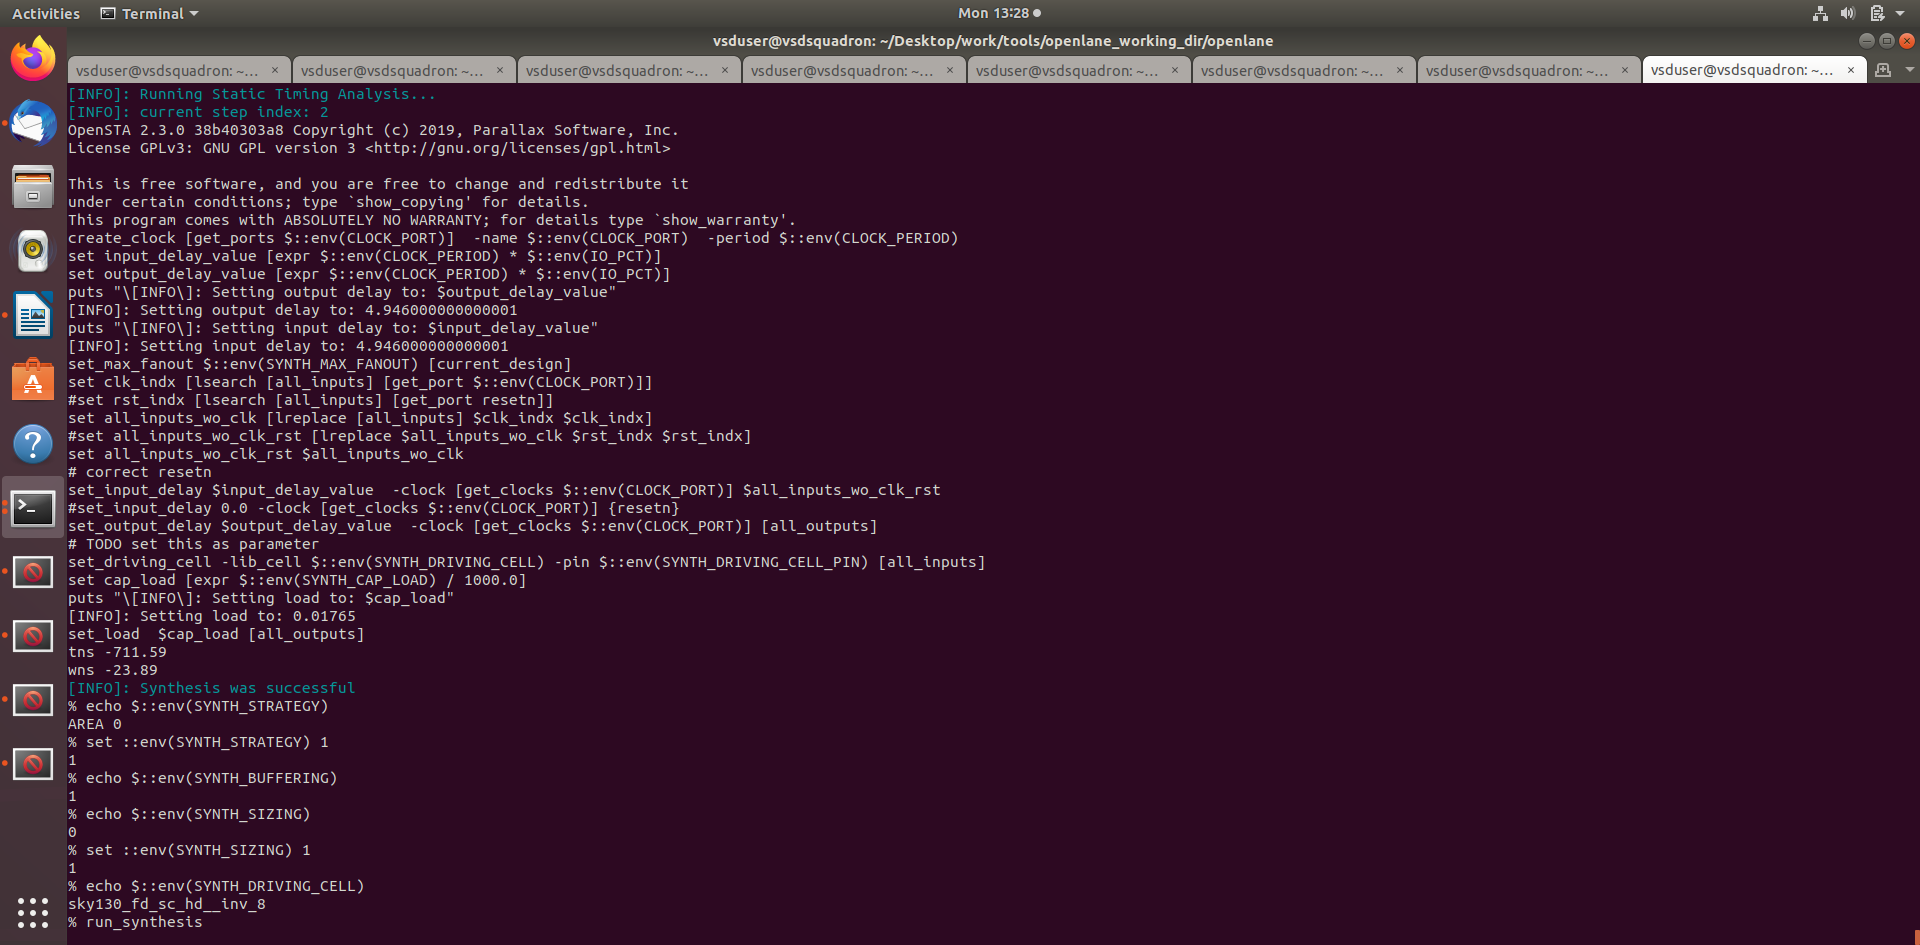 Activities Terminal Mon 13:28
vsduser@vsdsquadron: ~/Desktop/work/tools/openlane_working_dir/openlane
vsduser@vsdsquadron: ~... × vsduser@vsdsquadron: ~... × vsduser@vsdsquadron: ~... × vsduser@vsdsquadron: ~... × vsduser@vsdsquadron: ~... × vsduser@vsdsquadron: ~... × vsduser@vsdsquadron: ~... × vsduser@vsdsquadron: ~... ×
[INFO]: Running Static Timing Analysis...
[INFO]: current step index: 2
OpenSTA 2.3.0 38b40303a8 Copyright (c) 2019, Parallax Software, Inc.
License GPLv3: GNU GPL version 3 <http://gnu.org/licenses/gpl.html>
This is free software, and you are free to change and redistribute it
under certain conditions; type `show_copying' for details.
This program comes with ABSOLUTELY NO WARRANTY; for details type `show_warranty'.
create_clock [get_ports $::env(CLOCK_PORT)]  -name $::env(CLOCK_PORT)  -period $::env(CLOCK_PERIOD)
set input_delay_value [expr $::env(CLOCK_PERIOD) * $::env(IO_PCT)]
set output_delay_value [expr $::env(CLOCK_PERIOD) * $::env(IO_PCT)]
puts "\[INFO\]: Setting output delay to: $output_delay_value"
[INFO]: Setting output delay to: 4.946000000000001
puts "\[INFO\]: Setting input delay to: $input_delay_value"
[INFO]: Setting input delay to: 4.946000000000001
set_max_fanout $::env(SYNTH_MAX_FANOUT) [current_design]
set clk_indx [lsearch [all_inputs] [get_port $::env(CLOCK_PORT)]]
#set rst_indx [lsearch [all_inputs] [get_port resetn]]
set all_inputs_wo_clk [lreplace [all_inputs] $clk_indx $clk_indx]
#set all_inputs_wo_clk_rst [lreplace $all_inputs_wo_clk $rst_indx $rst_indx]
set all_inputs_wo_clk_rst $all_inputs_wo_clk
# correct resetn
set_input_delay $input_delay_value  -clock [get_clocks $::env(CLOCK_PORT)] $all_inputs_wo_clk_rst
#set_input_delay 0.0 -clock [get_clocks $::env(CLOCK_PORT)] {resetn}
set_output_delay $output_delay_value  -clock [get_clocks $::env(CLOCK_PORT)] [all_outputs]
# TODO set this as parameter
set_driving_cell -lib_cell $::env(SYNTH_DRIVING_CELL) -pin $::env(SYNTH_DRIVING_CELL_PIN) [all_inputs]
set cap_load [expr $::env(SYNTH_CAP_LOAD) / 1000.0]
puts "\[INFO\]: Setting load to: $cap_load"
[INFO]: Setting load to: 0.01765
set_load  $cap_load [all_outputs]
tns -711.59
wns -23.89
[INFO]: Synthesis was successful
% echo $::env(SYNTH_STRATEGY)
AREA 0
% set ::env(SYNTH_STRATEGY) 1
1
% echo $::env(SYNTH_BUFFERING)
1
% echo $::env(SYNTH_SIZING)
0
% set ::env(SYNTH_SIZING) 1
1
% echo $::env(SYNTH_DRIVING_CELL)
sky130_fd_sc_hd__inv_8
% run_synthesis